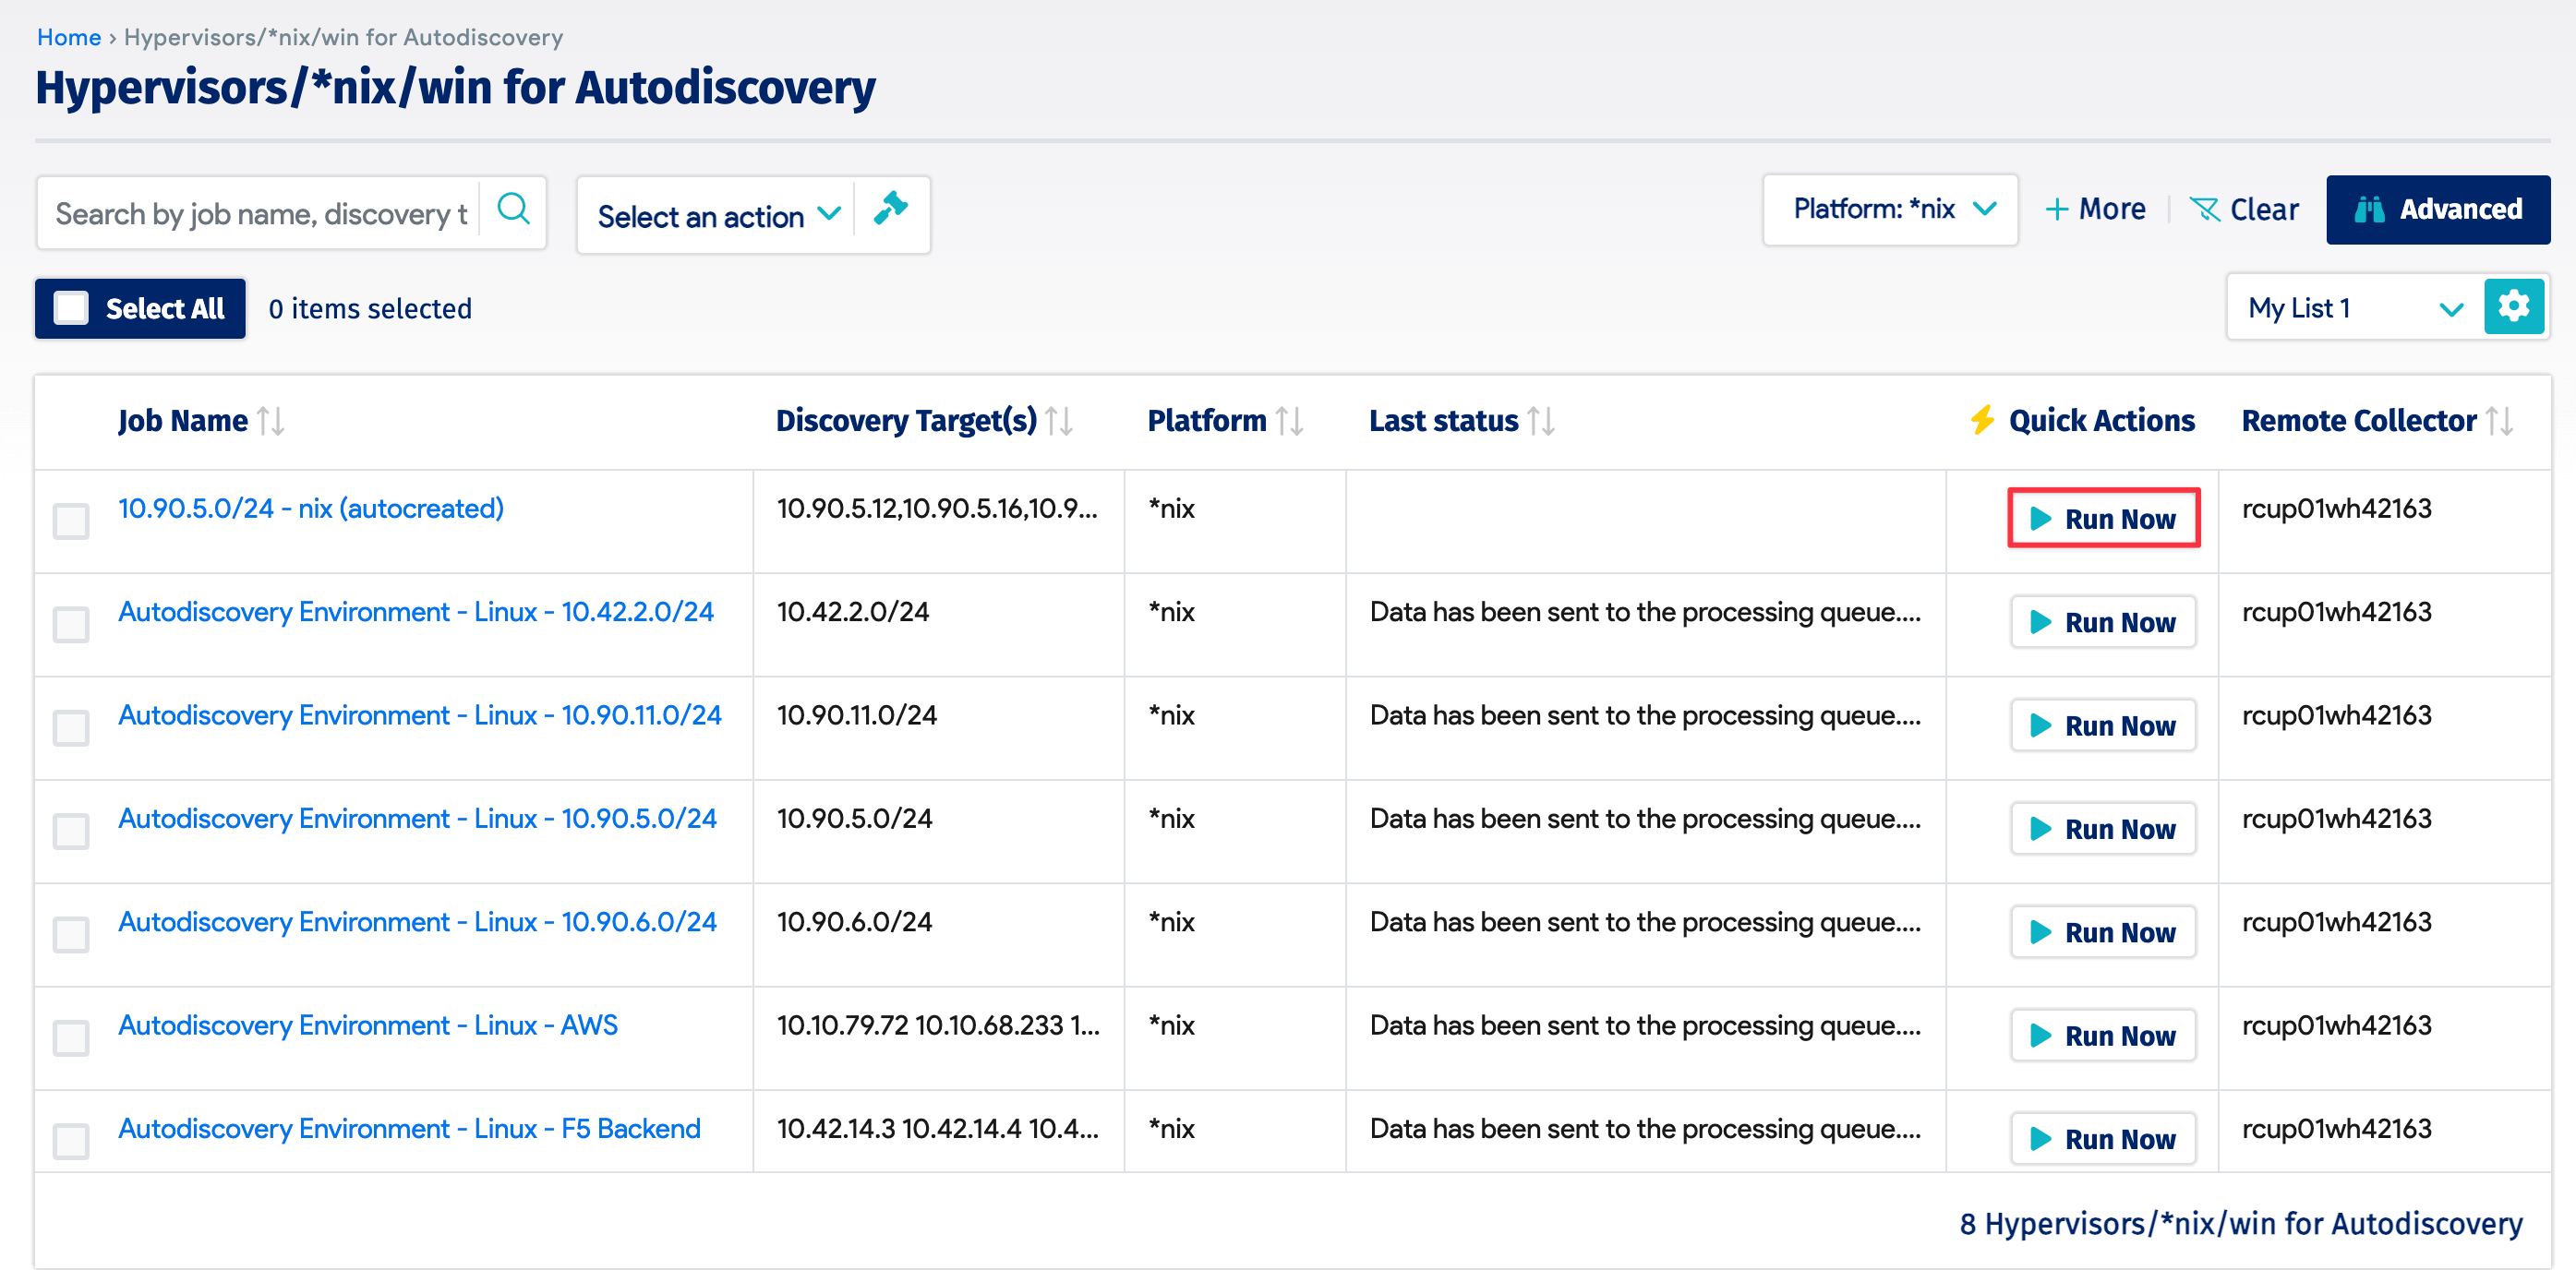 Home › Hypervisors/*nix/win for Autodiscovery
Hypervisors/*nix/win for Autodiscovery
Search by job name, discovery t Select an action Platform: *nix + More Clear Advanced
Select All 0 items selected My List 1
Job Name Discovery Target(s) Platform Last status Quick Actions Remote Collector
10.90.5.0/24 - nix (autocreated) 10.90.5.12,10.90.5.16,10.9... *nix Run Now rcup01wh42163
Autodiscovery Environment - Linux - 10.42.2.0/24 10.42.2.0/24 *nix Data has been sent to the processing queue.... Run Now rcup01wh42163
Autodiscovery Environment - Linux - 10.90.11.0/24 10.90.11.0/24 *nix Data has been sent to the processing queue.... Run Now rcup01wh42163
Autodiscovery Environment - Linux - 10.90.5.0/24 10.90.5.0/24 *nix Data has been sent to the processing queue.... Run Now rcup01wh42163
Autodiscovery Environment - Linux - 10.90.6.0/24 10.90.6.0/24 *nix Data has been sent to the processing queue.... Run Now rcup01wh42163
Autodiscovery Environment - Linux - AWS 10.10.79.72 10.10.68.233 1... *nix Data has been sent to the processing queue.... Run Now rcup01wh42163
Autodiscovery Environment - Linux - F5 Backend 10.42.14.3 10.42.14.4 10.4... *nix Data has been sent to the processing queue.... Run Now rcup01wh42163
8 Hypervisors/*nix/win for Autodiscovery